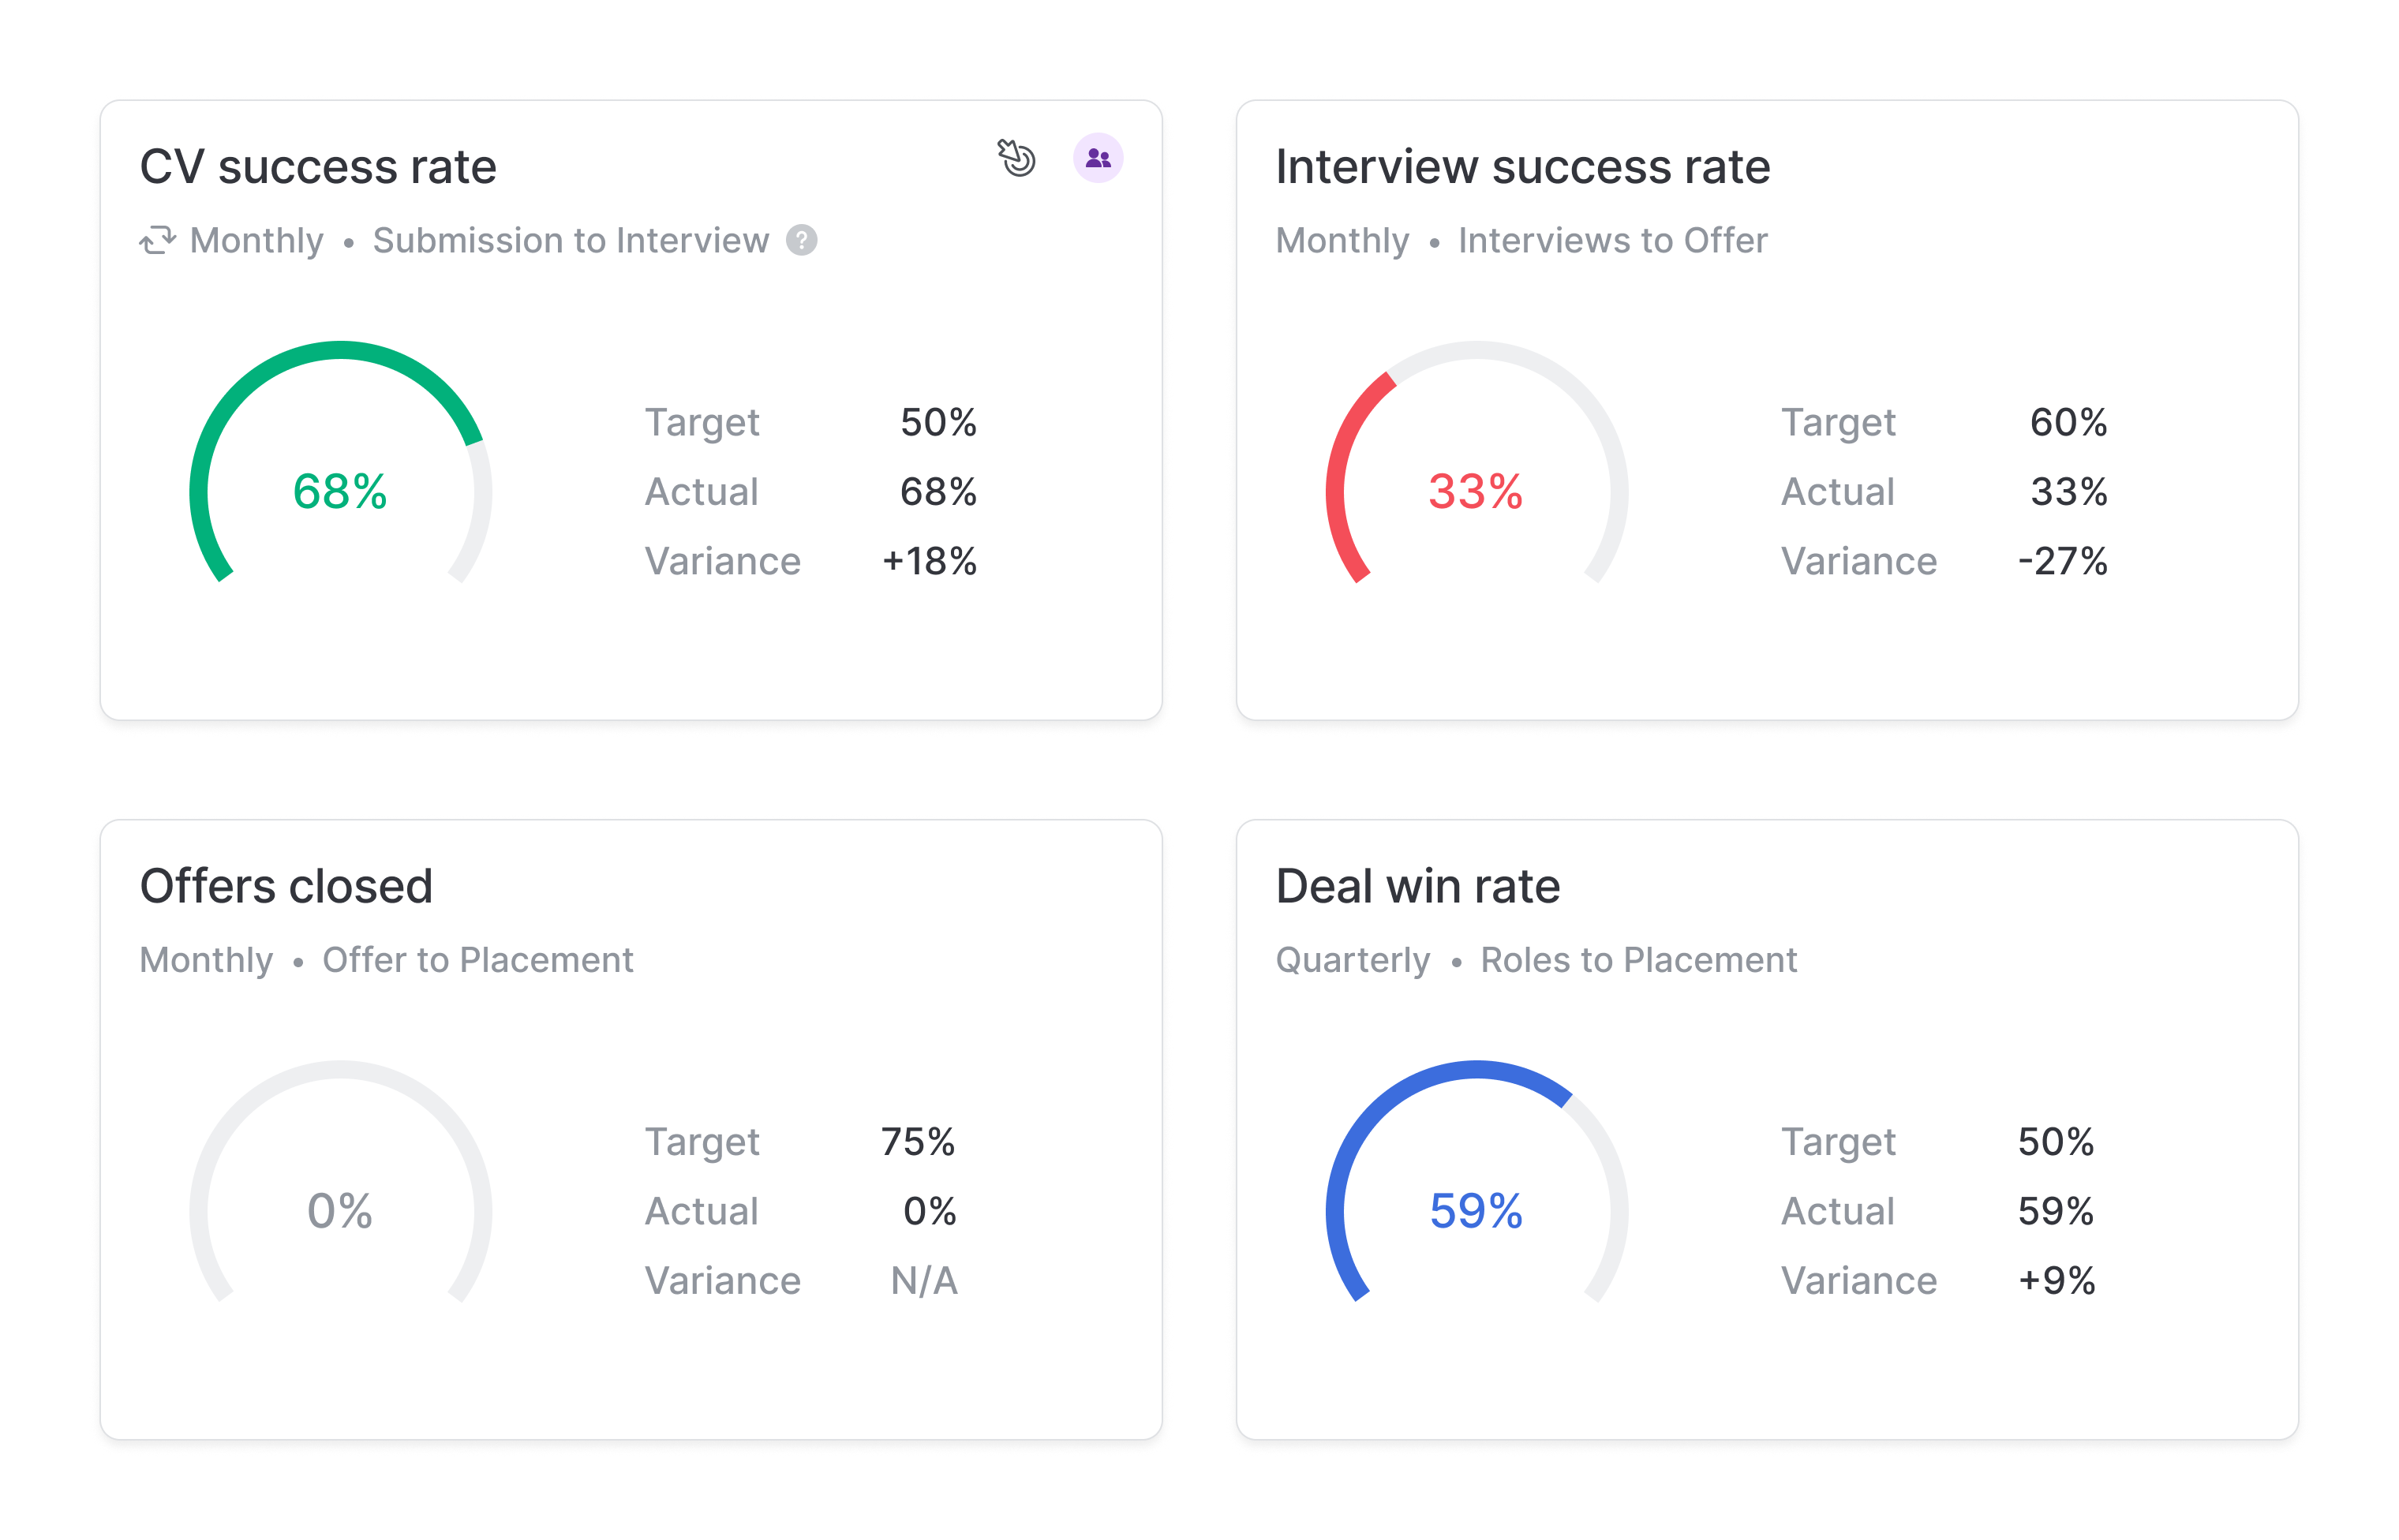 CV success rate
Monthly • Submission to Interview ?
68%
Target 50%
Actual 68%
Variance +18%
Interview success rate
Monthly • Interviews to Offer
33%
Target 60%
Actual 33%
Variance -27%
Offers closed
Monthly • Offer to Placement
0%
Target 75%
Actual 0%
Variance N/A
Deal win rate
Quarterly • Roles to Placement
59%
Target 50%
Actual 59%
Variance +9%